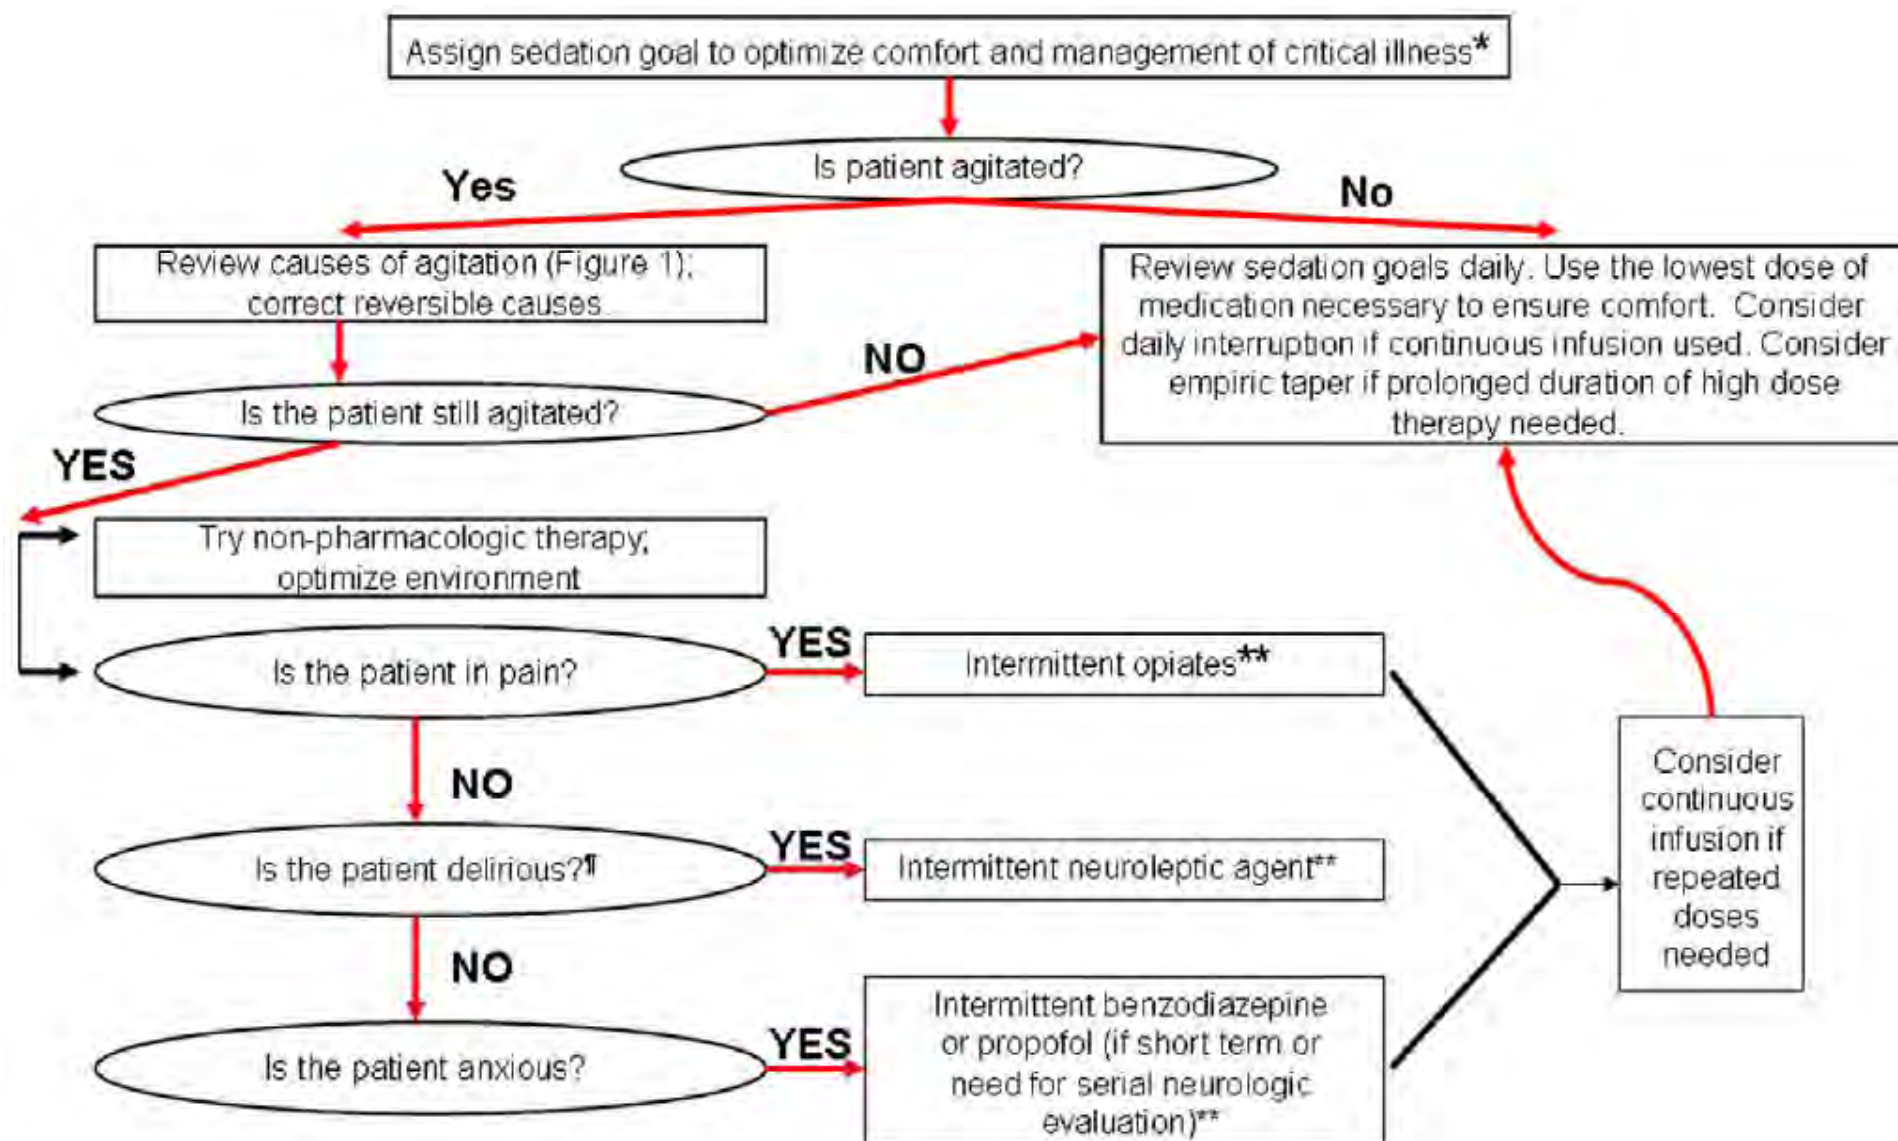 Assign sedation goal to optimize comfort and management of critical illness*
Is patient agitated?
Yes
No
Review causes of agitation (Figure 1);
correct reversible causes
Review sedation goals daily. Use the lowest dose of
medication necessary to ensure comfort. Consider
daily interruption if continuous infusion used. Consider
empiric taper if prolonged duration of high dose
therapy needed.
NO
Is the patient still agitated?
YES
Try non-pharmacologic therapy;
optimize environment
Is the patient in pain?
YES
Intermittent opiates**
NO
Is the patient delirious?¶
YES
Intermittent neuroleptic agent**
Consider
continuous
infusion if
repeated
doses
needed
NO
Is the patient anxious?
YES
Intermittent benzodiazepine
or propofol (if short term or
need for serial neurologic
evaluation)**